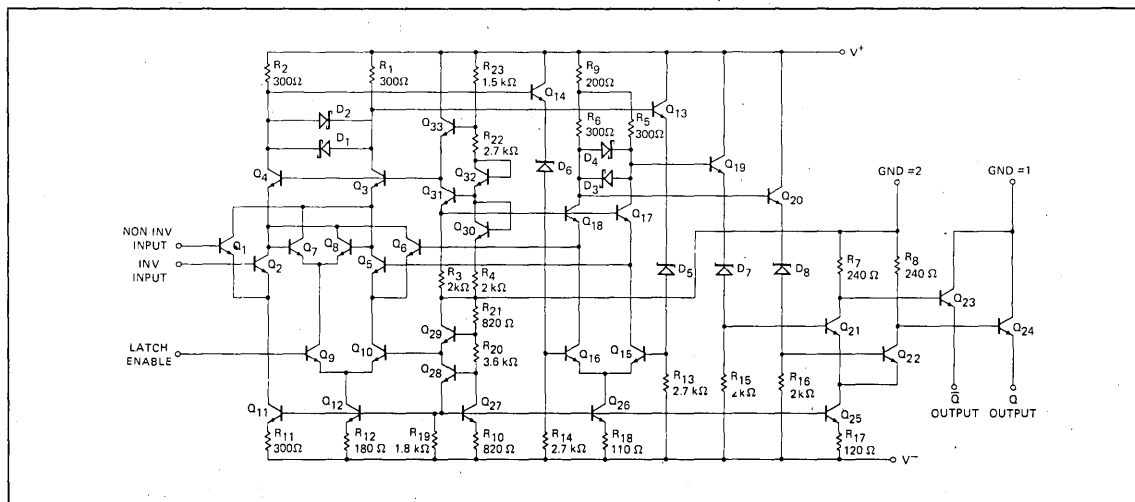 V+
R2
300Ω
R1
300Ω
R23
1.5 kΩ
Q14
R9
200Ω
Q13
D2
D1
Q33
R22
2.7 kΩ
D6
R6
300Ω
R5
300Ω
D4
D3
Q19
Q4
Q3
Q32
Q31
Q30
Q18
Q17
Q20
GND #2
GND #1
NON INV
INPUT
Q1
Q7
Q8
Q6
INV
INPUT
Q2
Q5
R3
2kΩ
R4
2 kΩ
D5
D7
D8
R7
240 Ω
R8
240 Ω
Q23
R21
820 Ω
Q29
R20
3.6 kΩ
Q21
Q24
LATCH
ENABLE
Q9
Q10
Q28
Q16
Q15
Q22
R13
2.7 kΩ
R15
2kΩ
R16
2kΩ
Q11
Q12
Q27
Q26
Q25
Q
OUTPUT
Q
OUTPUT
R11
300Ω
R12
180 Ω
R19
1.8 kΩ
R10
820 Ω
R14
2.7 kΩ
R18
110 Ω
R17
120 Ω
V−